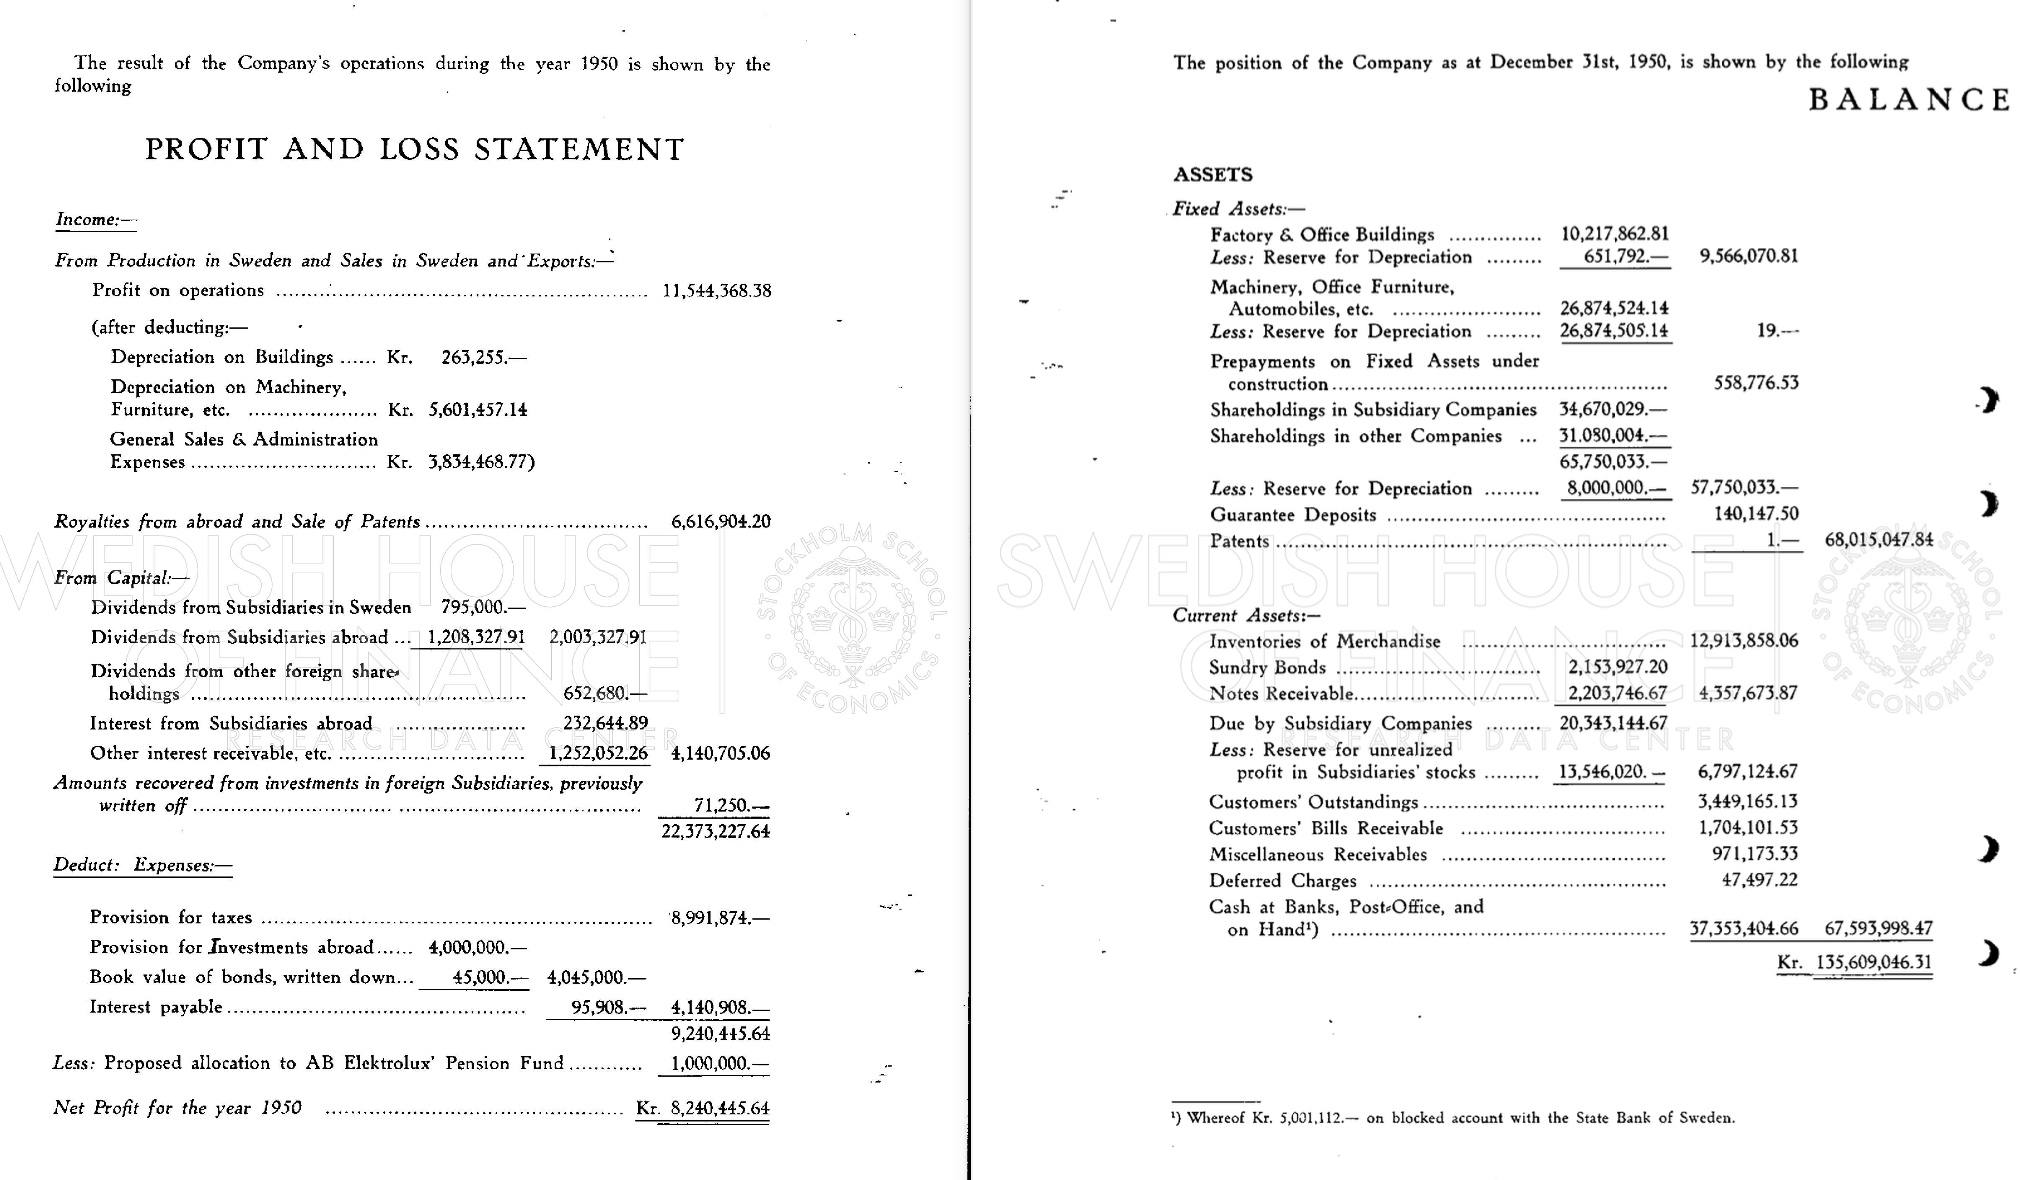 The result of the Company's operations during the year 1950 is shown by the
following
PROFIT AND LOSS STATEMENT
Income:—
From Production in Sweden and Sales in Sweden and Exports:—
Profit on operations ............ 11,544,368.38
(after deducting:—
Depreciation on Buildings ...... Kr. 263,255.—
Depreciation on Machinery,
Furniture, etc. ............ Kr. 5,601,457.14
General Sales & Administration
Expenses ............ Kr. 3,834,468.77)
Royalties from abroad and Sale of Patents ............ 6,616,904.20
From Capital:—
Dividends from Subsidiaries in Sweden 795,000.—
Dividends from Subsidiaries abroad ... 1,208,327.91 2,003,327.91
Dividends from other foreign share-
holdings ............ 652,680.—
Interest from Subsidiaries abroad ............ 232,644.89
Other interest receivable, etc. ............ 1,252,052.26 4,140,705.06
Amounts recovered from investments in foreign Subsidiaries, previously
written off ............ 71,250.—
22,373,227.64
Deduct: Expenses:—
Provision for taxes ............ 8,991,874.—
Provision for Investments abroad ...... 4,000,000.—
Book value of bonds, written down... 45,000.— 4,045,000.—
Interest payable ............ 95,908.— 4,140,908.—
9,240,445.64
Less: Proposed allocation to AB Elektrolux' Pension Fund ............ 1,000,000.—
Net Profit for the year 1950 ............ Kr. 8,240,445.64
The position of the Company as at December 31st, 1950, is shown by the following
BALANCE
ASSETS
Fixed Assets:—
Factory & Office Buildings ............ 10,217,862.81
Less: Reserve for Depreciation ......... 651,792.— 9,566,070.81
Machinery, Office Furniture,
Automobiles, etc. ............ 26,874,524.14
Less: Reserve for Depreciation ......... 26,874,505.14 19.—
Prepayments on Fixed Assets under
construction ............ 558,776.53
Shareholdings in Subsidiary Companies 34,670,029.—
Shareholdings in other Companies ... 31.080,004.—
65,750,033.—
Less: Reserve for Depreciation ......... 8,000,000.— 57,750,033.—
Guarantee Deposits ............ 140,147.50
Patents ............ 1.— 68,015,047.84
Current Assets:—
Inventories of Merchandise ............ 12,913,858.06
Sundry Bonds ............ 2,153,927.20
Notes Receivable ............ 2,203,746.67 4,357,673.87
Due by Subsidiary Companies ......... 20,343,144.67
Less: Reserve for unrealized
profit in Subsidiaries' stocks ......... 13,546,020.— 6,797,124.67
Customers' Outstandings ............ 3,449,165.13
Customers' Bills Receivable ............ 1,704,101.53
Miscellaneous Receivables ............ 971,173.33
Deferred Charges ............ 47,497.22
Cash at Banks, Post-Office, and
on Hand¹) ............ 37,353,404.66 67,593,998.47
Kr. 135,609,046.31
¹) Whereof Kr. 5,001,112.— on blocked account with the State Bank of Sweden.
SWEDISH HOUSE
OF FINANCE
RESEARCH DATA CENTER
STOCKHOLM SCHOOL OF ECONOMICS
SWEDISH HOUSE
OF FINANCE
RESEARCH DATA CENTER
STOCKHOLM SCHOOL OF ECONOMICS